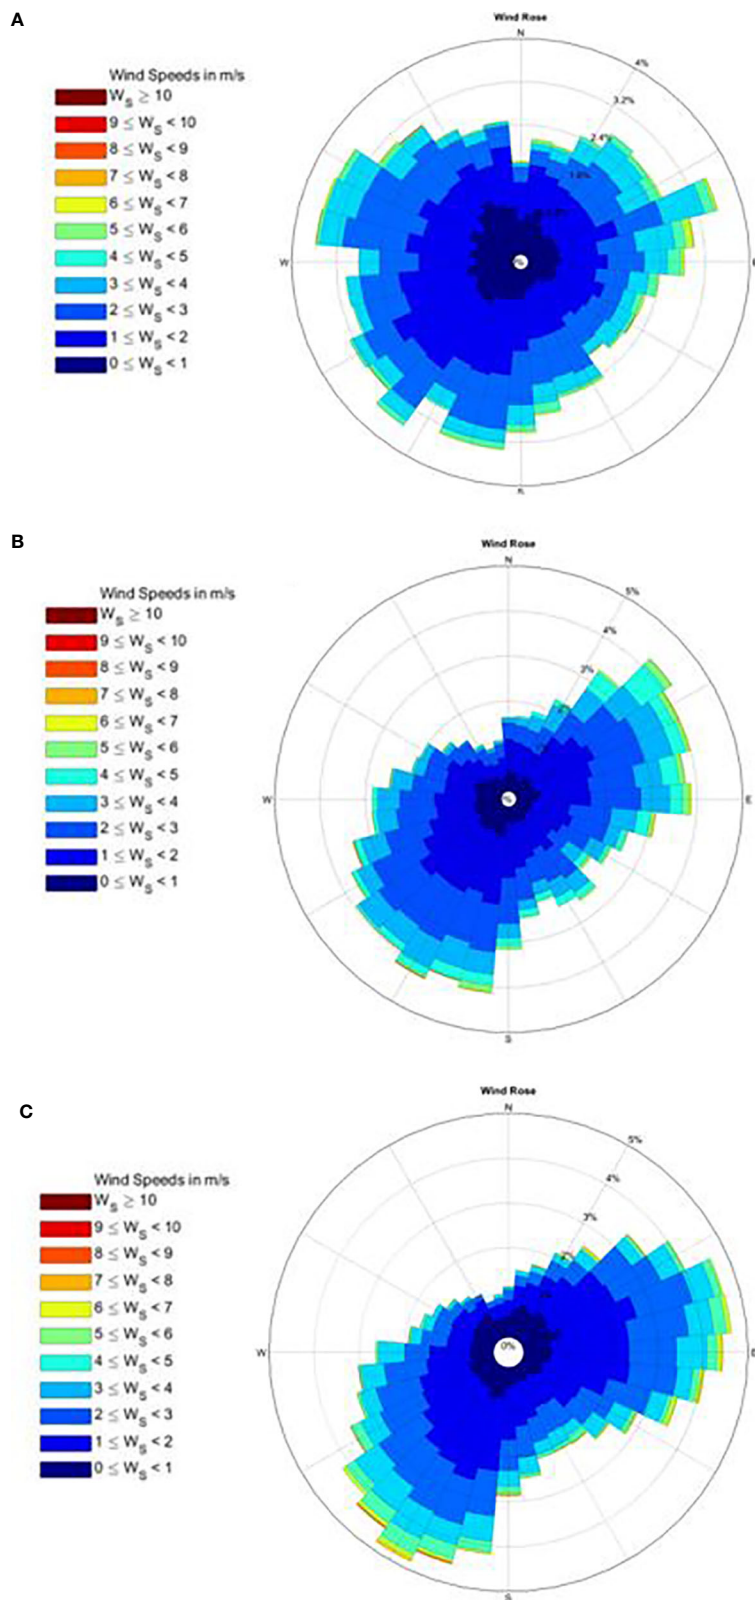 A
Wind Rose
N
Wind Speeds in m/s
W_S ≥ 10
9 ≤ W_S < 10
8 ≤ W_S < 9
7 ≤ W_S < 8
6 ≤ W_S < 7
5 ≤ W_S < 6
4 ≤ W_S < 5
3 ≤ W_S < 4
2 ≤ W_S < 3
1 ≤ W_S < 2
0 ≤ W_S < 1
4%
3.2%
2.4%
1.6%
W
E
B
Wind Rose
N
Wind Speeds in m/s
W_S ≥ 10
9 ≤ W_S < 10
8 ≤ W_S < 9
7 ≤ W_S < 8
6 ≤ W_S < 7
5 ≤ W_S < 6
4 ≤ W_S < 5
3 ≤ W_S < 4
2 ≤ W_S < 3
1 ≤ W_S < 2
0 ≤ W_S < 1
5%
4%
3%
%
W
E
S
C
Wind Rose
N
Wind Speeds in m/s
W_S ≥ 10
9 ≤ W_S < 10
8 ≤ W_S < 9
7 ≤ W_S < 8
6 ≤ W_S < 7
5 ≤ W_S < 6
4 ≤ W_S < 5
3 ≤ W_S < 4
2 ≤ W_S < 3
1 ≤ W_S < 2
0 ≤ W_S < 1
5%
4%
3%
2%
0%
W
E
S